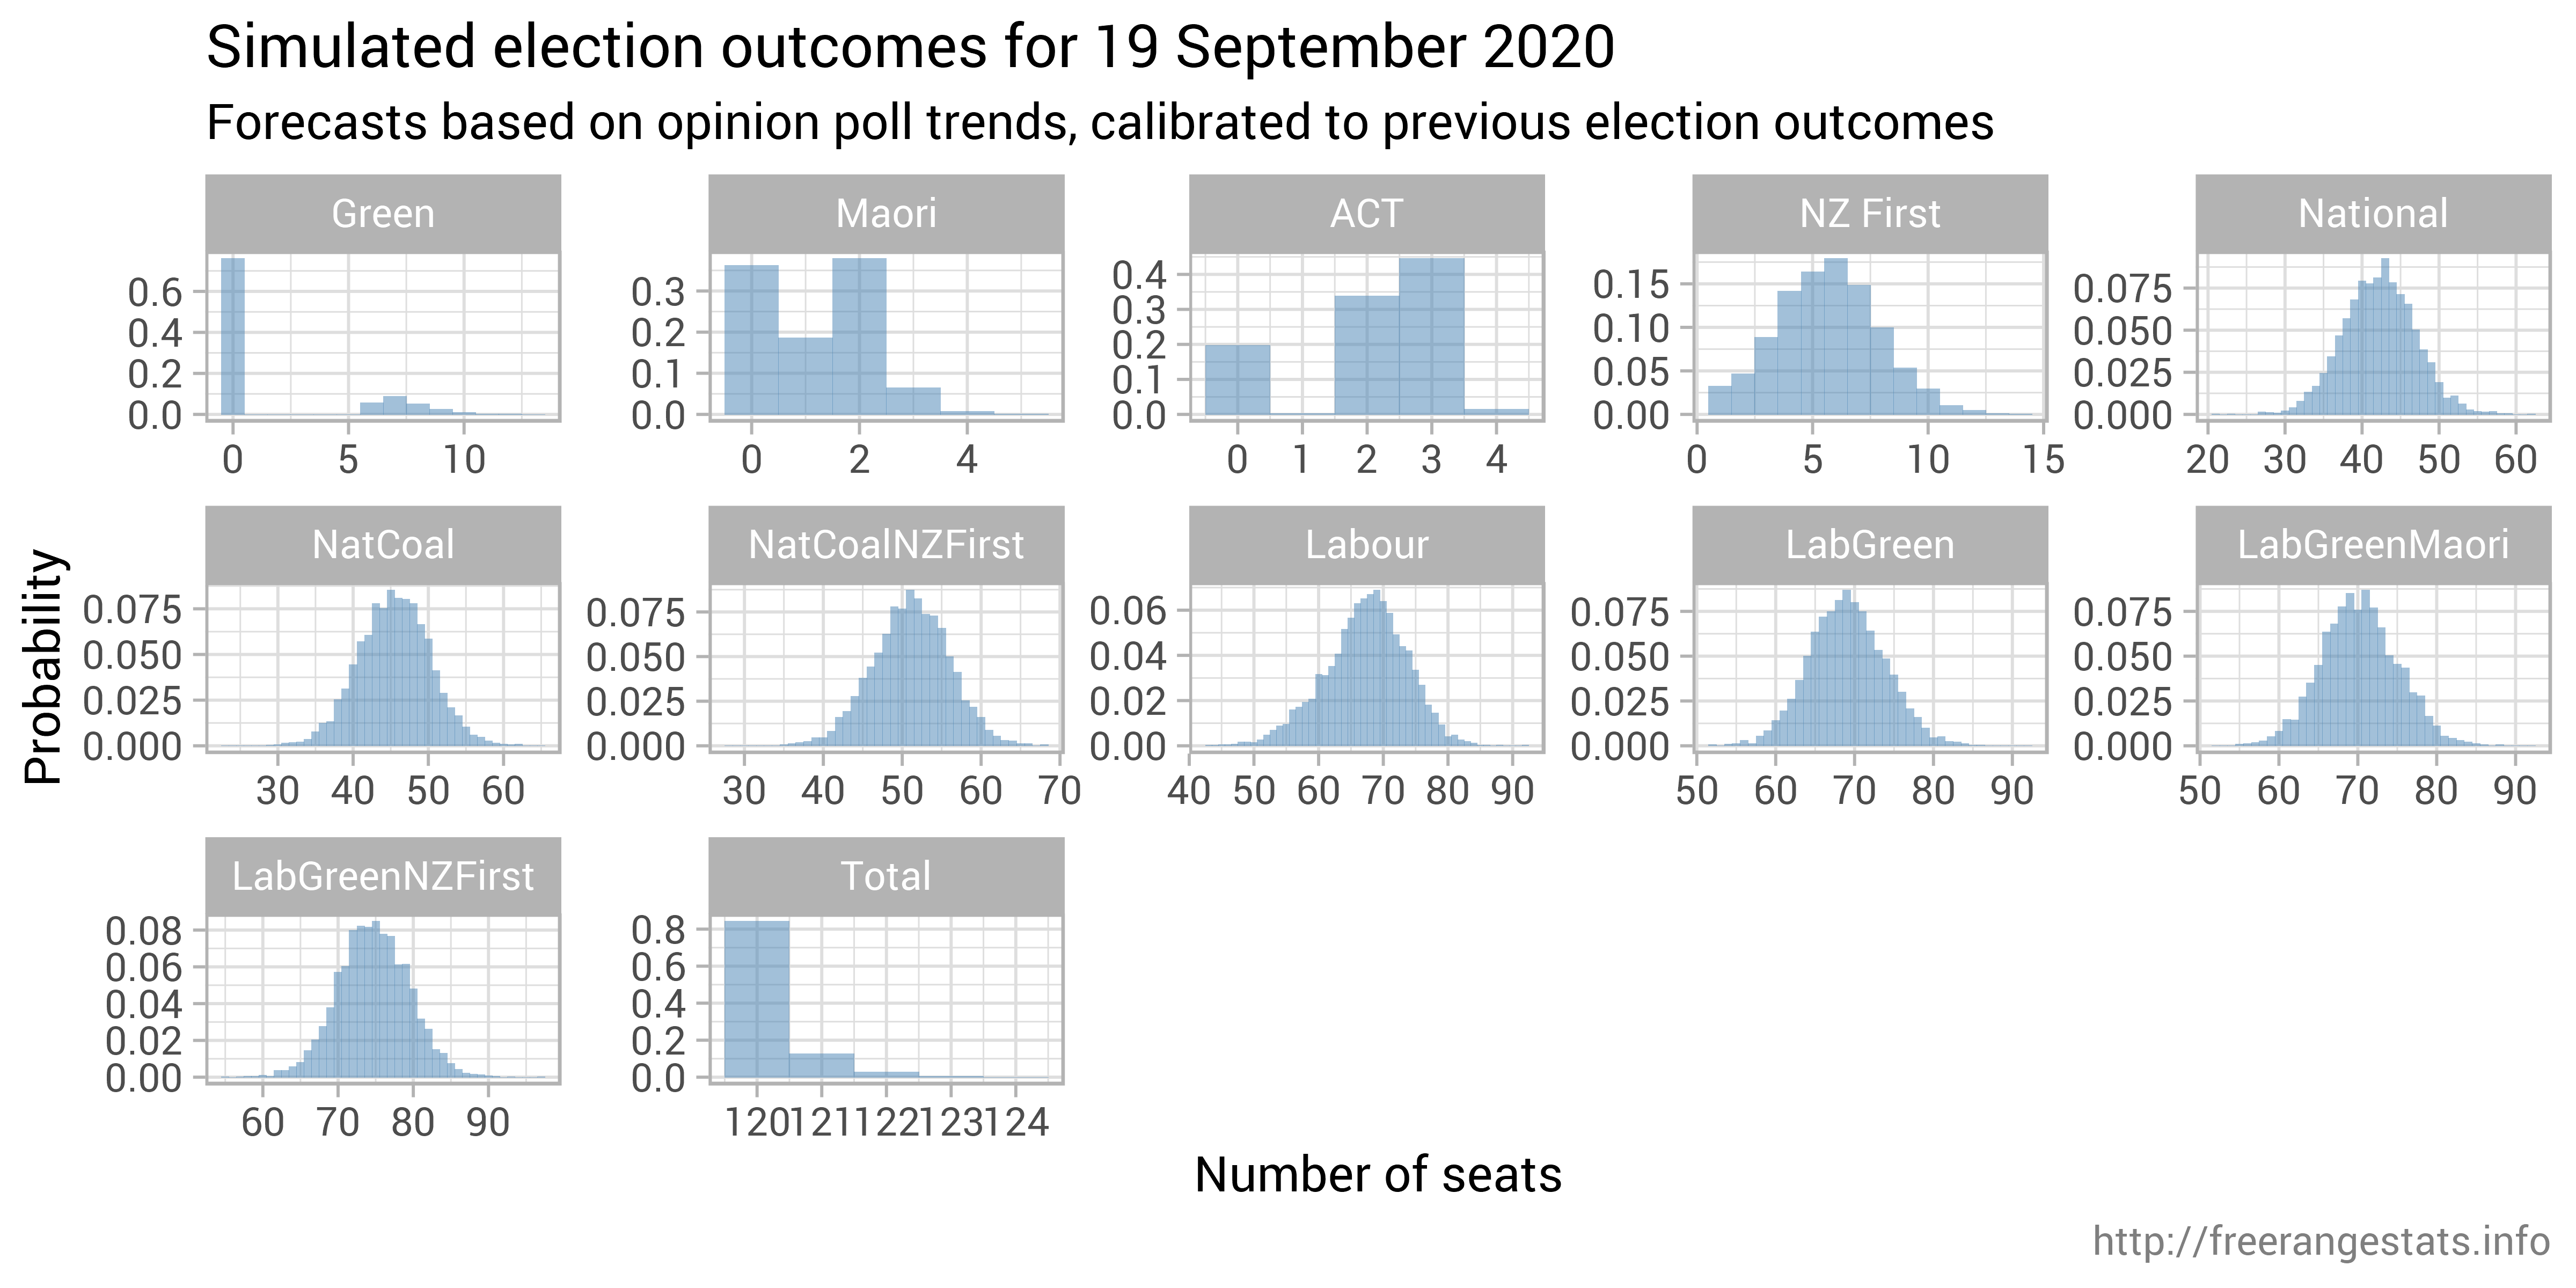 Simulated election outcomes for 19 September 2020
Forecasts based on opinion poll trends, calibrated to previous election outcomes
Green
Maori
ACT
NZ First
National
0.6
0.4
0.2
0.0
0 5 10
0.3
0.2
0.1
0.0
0 2 4
0.4
0.3
0.2
0.1
0.0
0 1 2 3 4
0.15
0.10
0.05
0.00
0 5 10 15
0.075
0.050
0.025
0.000
20 30 40 50 60
Probability
NatCoal
NatCoalNZFirst
Labour
LabGreen
LabGreenMaori
0.075
0.050
0.025
0.000
30 40 50 60
0.075
0.050
0.025
0.000
30 40 50 60 70
0.06
0.04
0.02
0.00
40 50 60 70 80 90
0.075
0.050
0.025
0.000
50 60 70 80 90
0.075
0.050
0.025
0.000
50 60 70 80 90
LabGreenNZFirst
Total
0.08
0.06
0.04
0.02
0.00
60 70 80 90
0.8
0.6
0.4
0.2
0.0
120 121 122 123 124
Number of seats
http://freerangestats.info